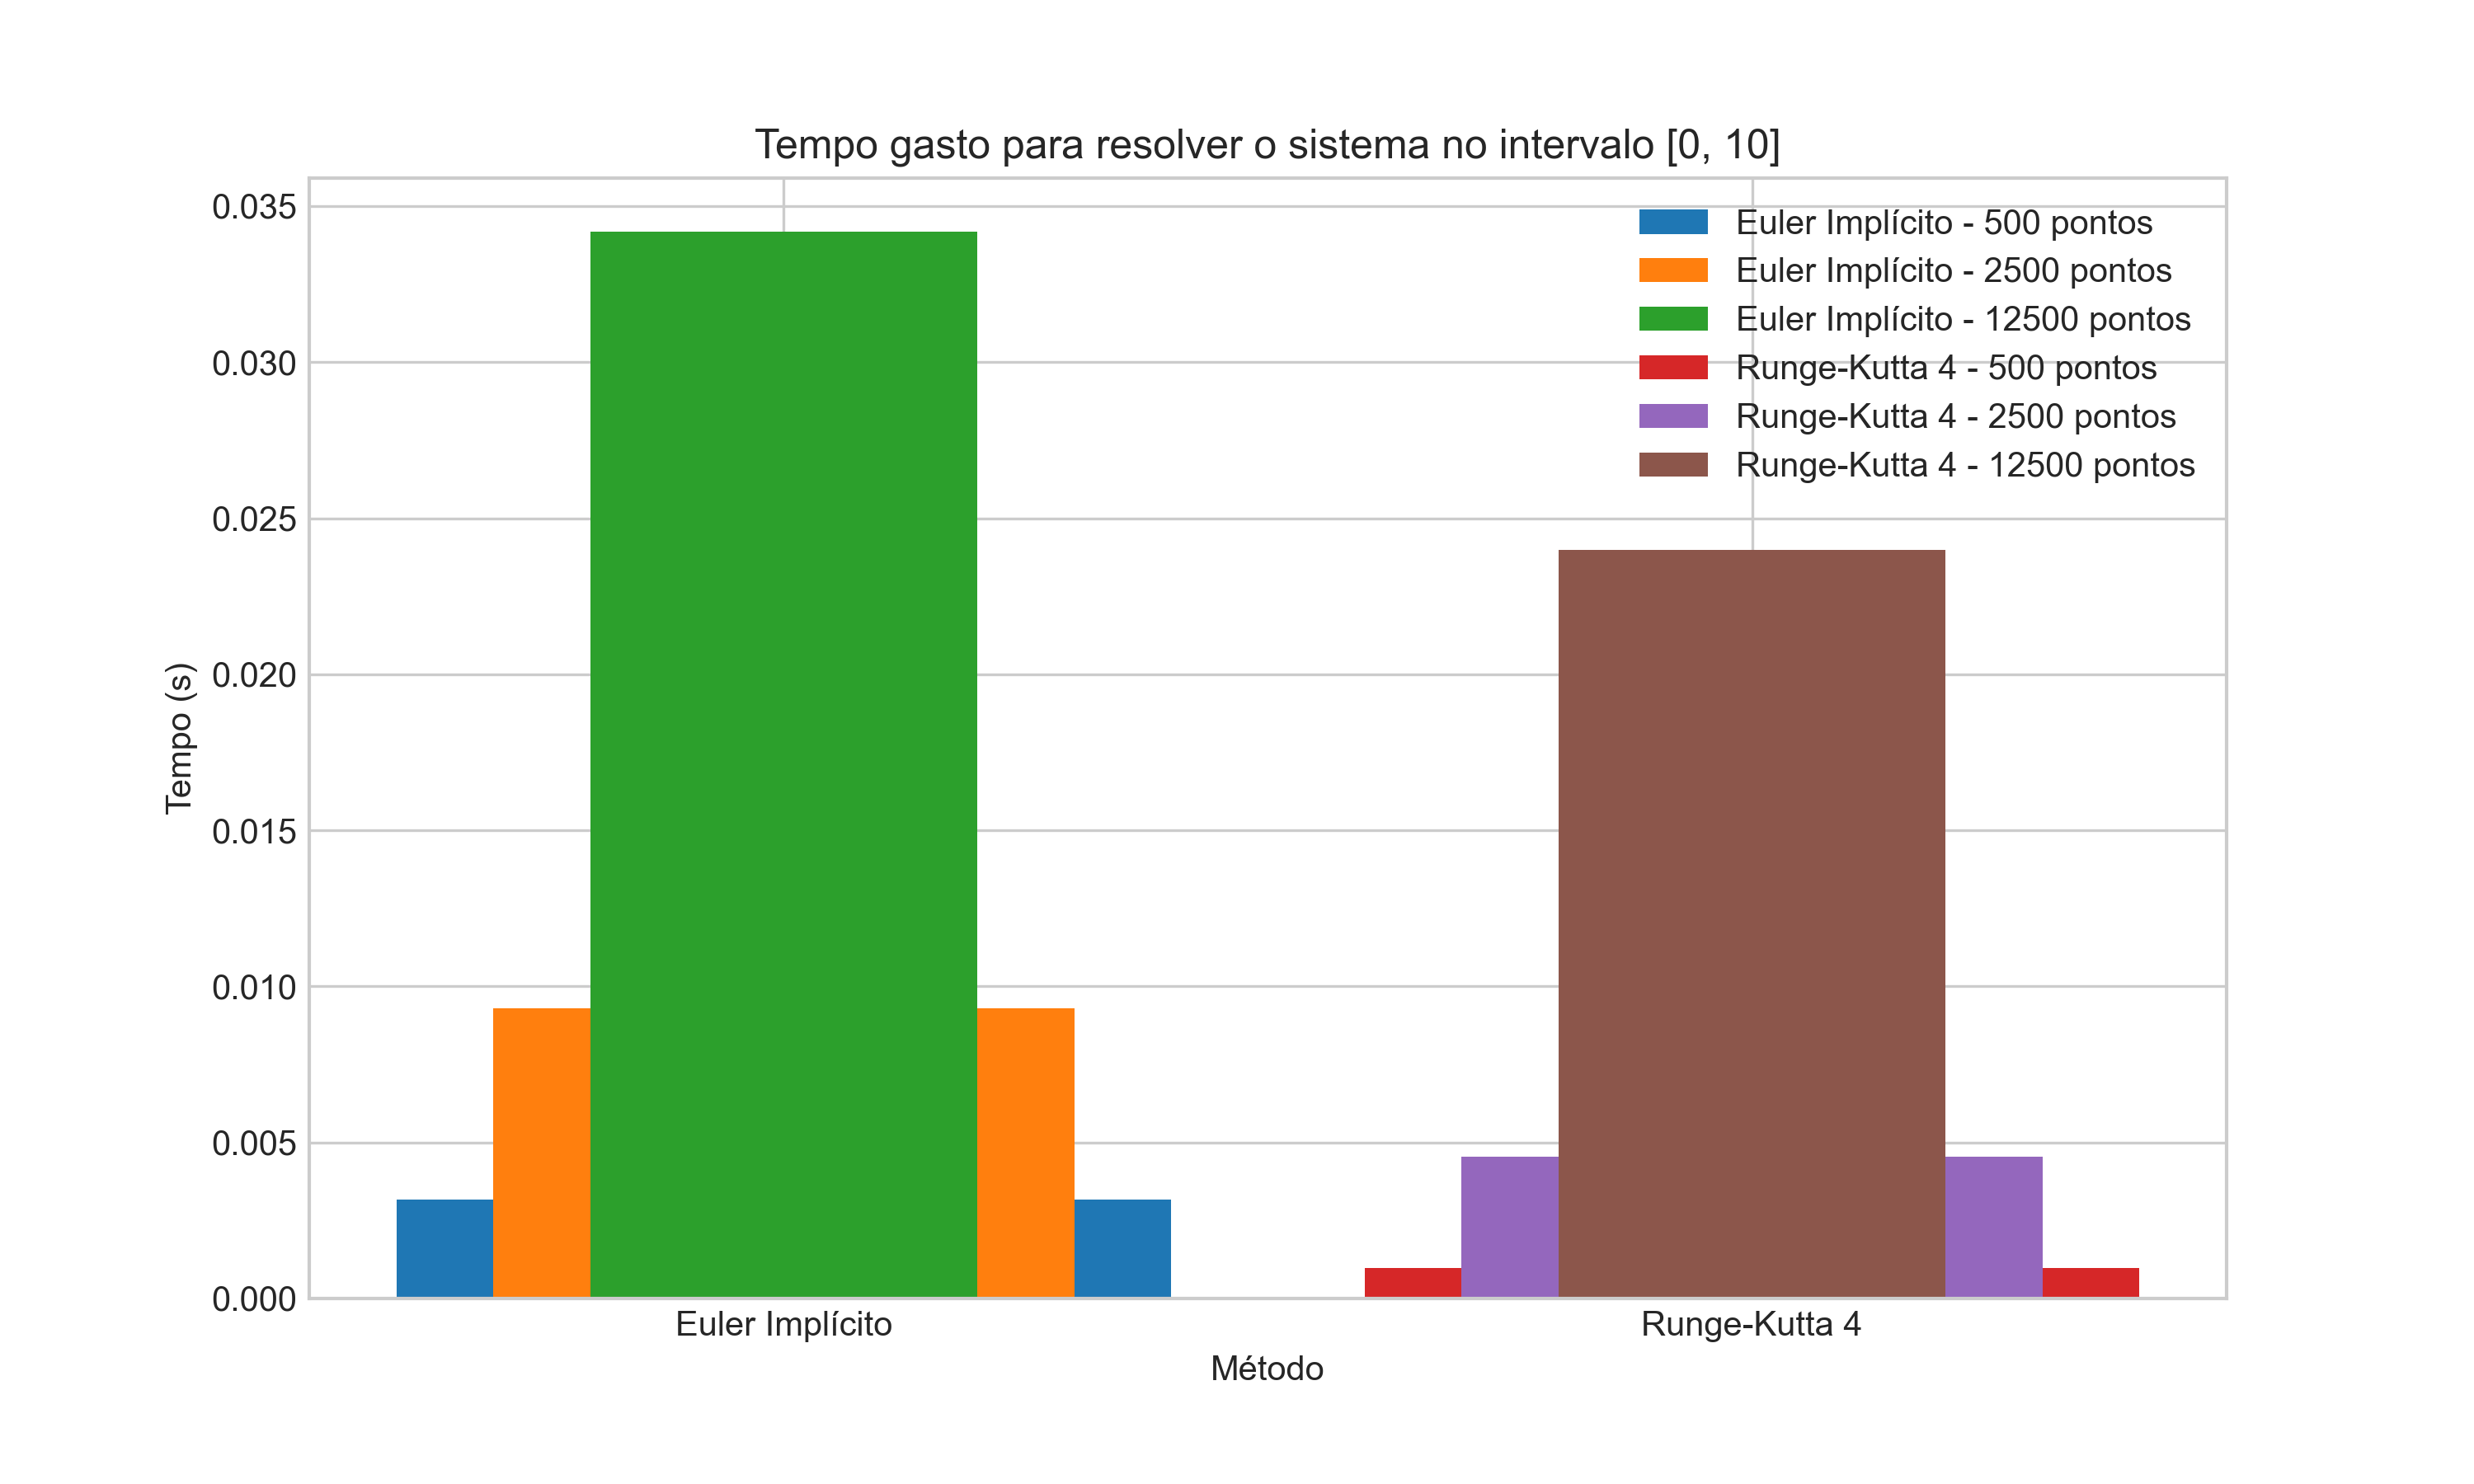 Tempo gasto para resolver o sistema no intervalo [0, 10]
0.035
0.030
0.025
0.020
0.015
0.010
0.005
0.000
Tempo (s)
Euler Implícito - 500 pontos
Euler Implícito - 2500 pontos
Euler Implícito - 12500 pontos
Runge-Kutta 4 - 500 pontos
Runge-Kutta 4 - 2500 pontos
Runge-Kutta 4 - 12500 pontos
Euler Implícito
Runge-Kutta 4
Método